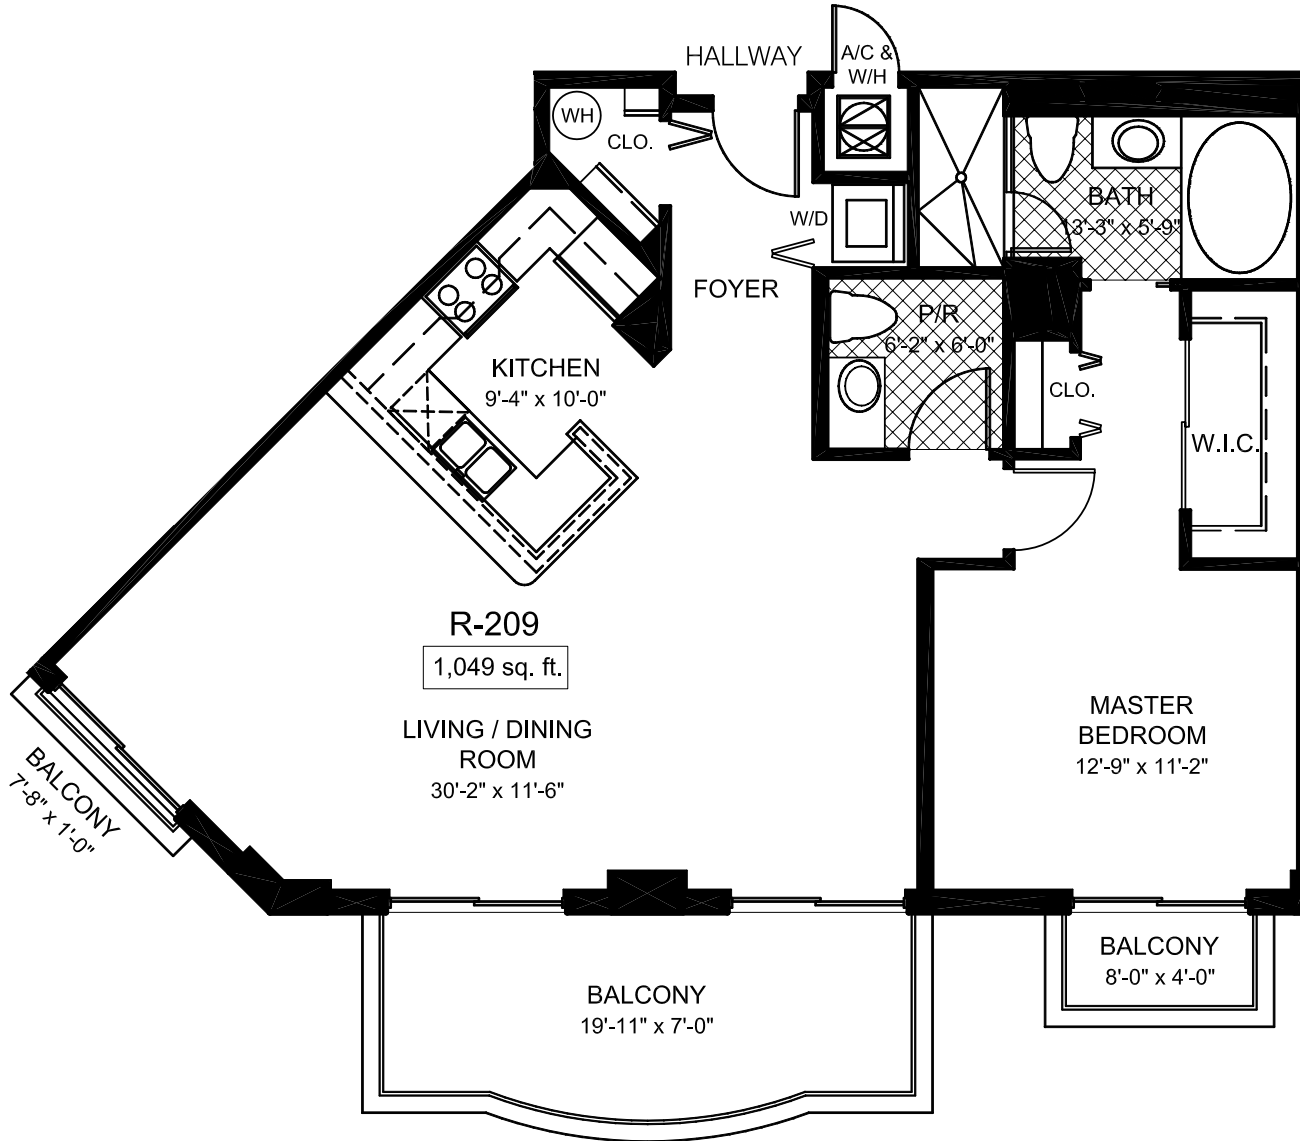 HALLWAY
A/C &
W/H
WH
CLO.
W/D
BATH
13'-3" x 5'-9"
FOYER
P/R
6'-2" x 6'-0"
KITCHEN
9'-4" x 10'-0"
CLO.
W.I.C.
R-209
1,049 sq. ft.
LIVING / DINING
ROOM
30'-2" x 11'-6"
MASTER
BEDROOM
12'-9" x 11'-2"
BALCONY
7'-8" x 1'-0"
BALCONY
8'-0" x 4'-0"
BALCONY
19'-11" x 7'-0"